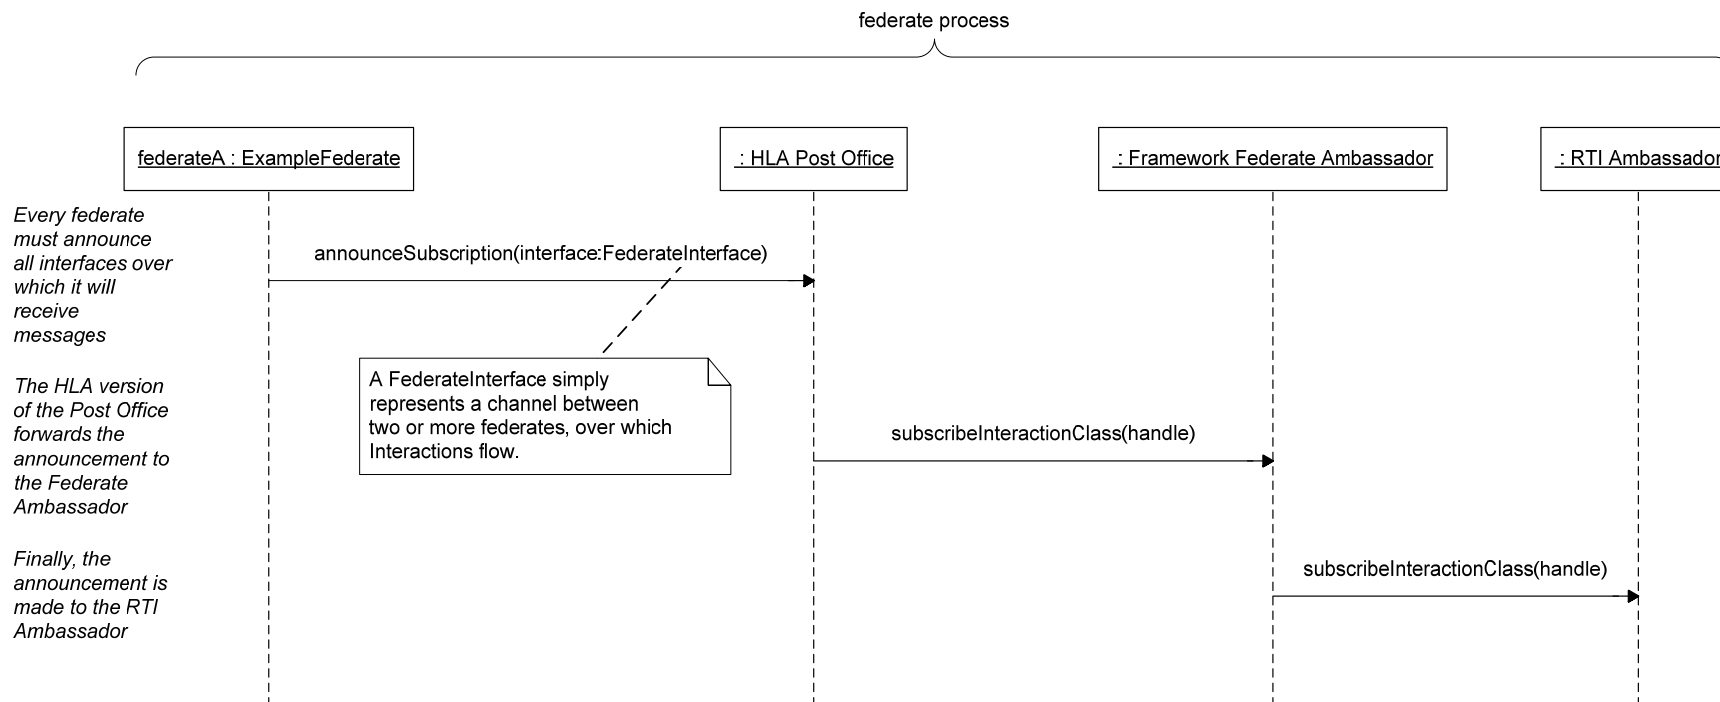 federate process
federateA : ExampleFederate
: HLA Post Office
: Framework Federate Ambassador
: RTI Ambassador
Every federate
must announce
all interfaces over
which it will
receive
messages
announceSubscription(interface:FederateInterface)
The HLA version
of the Post Office
forwards the
announcement to
the Federate
Ambassador
A FederateInterface simply
represents a channel between
two or more federates, over which
Interactions flow.
subscribeInteractionClass(handle)
Finally, the
announcement is
made to the RTI
Ambassador
subscribeInteractionClass(handle)